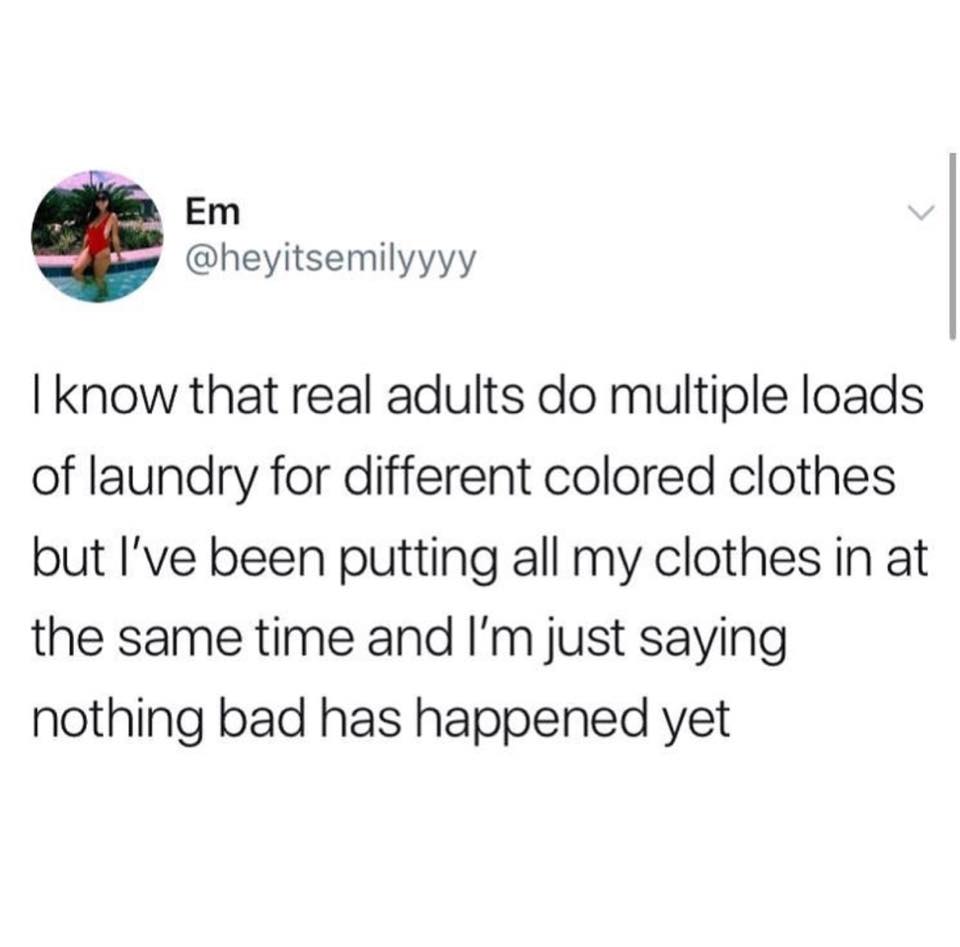 Em
@heyitsemilyyyy
I know that real adults do multiple loads
of laundry for different colored clothes
but I've been putting all my clothes in at
the same time and I'm just saying
nothing bad has happened yet